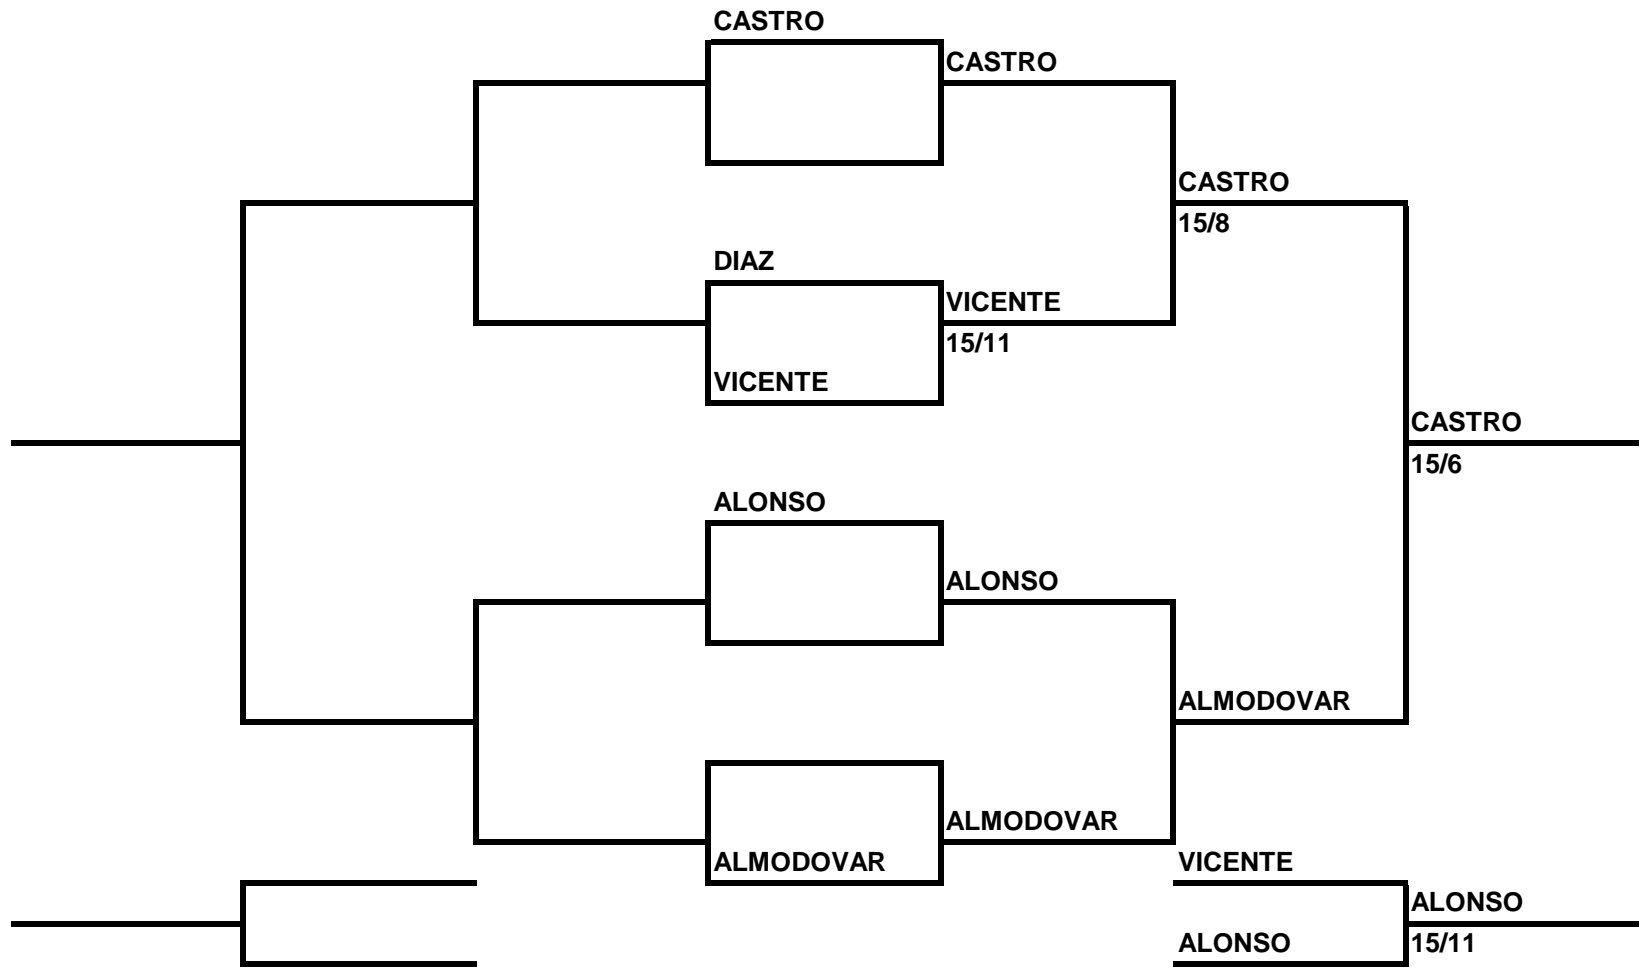 CASTRO
CASTRO
CASTRO
15/8
DIAZ
VICENTE
15/11
VICENTE
CASTRO
15/6
ALONSO
ALONSO
ALMODOVAR
ALMODOVAR
ALMODOVAR
VICENTE
ALONSO
ALONSO
15/11